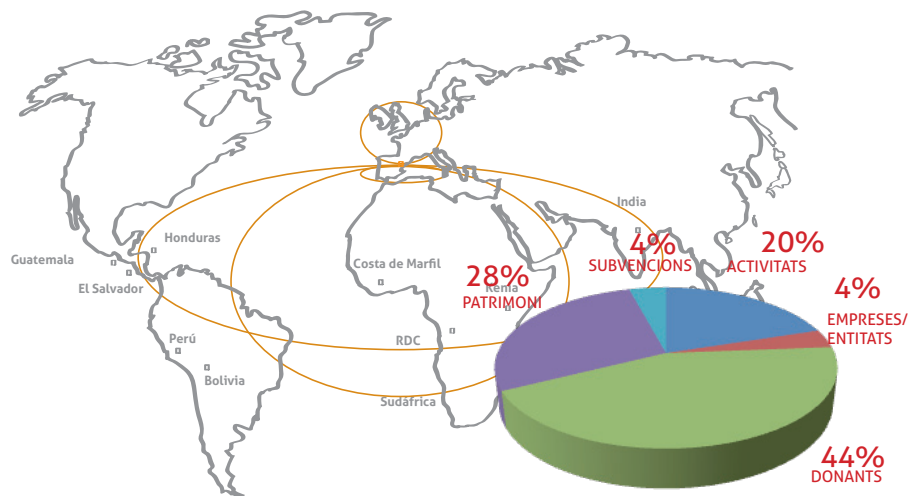 India
Honduras
Guatemala
El Salvador
Costa de Marfil
Kenia
RDC
Perú
Bolivia
Sudáfrica
28%
PATRIMONI
4%
SUBVENCIONS
20%
ACTIVITATS
4%
EMPRESES/
ENTITATS
44%
DONANTS